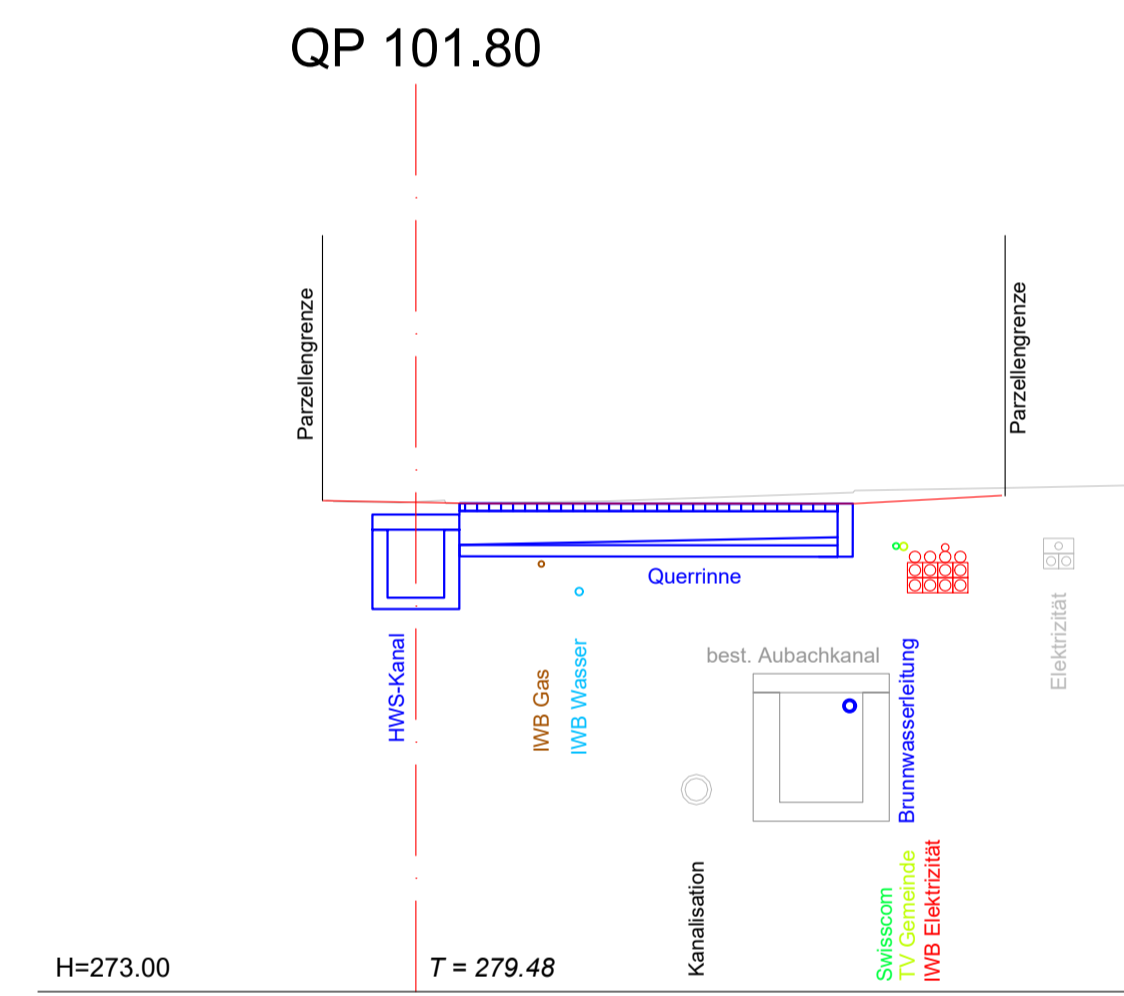 QP 101.80
Parzellengrenze
Parzellengrenze
Querrinne
HWS-Kanal
IWB Gas
IWB Wasser
best. Aubachkanal
Brunnwasserleitung
Elektrizität
Kanalisation
Swisscom
TV Gemeinde
IWB Elektrizität
H=273.00
T = 279.48